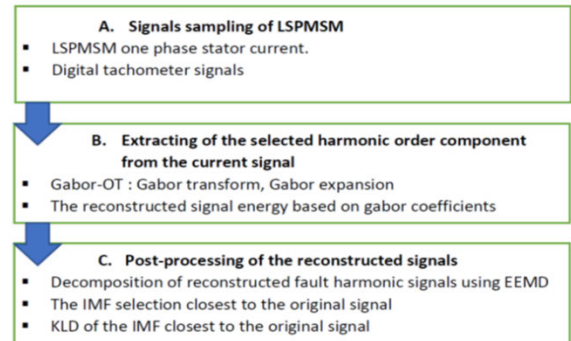 A. Signals sampling of LSPMSM
▪ LSPMSM one phase stator current.
▪ Digital tachometer signals
B. Extracting of the selected harmonic order component
from the current signal
▪ Gabor-OT : Gabor transform, Gabor expansion
▪ The reconstructed signal energy based on gabor coefficients
C. Post-processing of the reconstructed signals
▪ Decomposition of reconstructed fault harmonic signals using EEMD
▪ The IMF selection closest to the original signal
▪ KLD of the IMF closest to the original signal